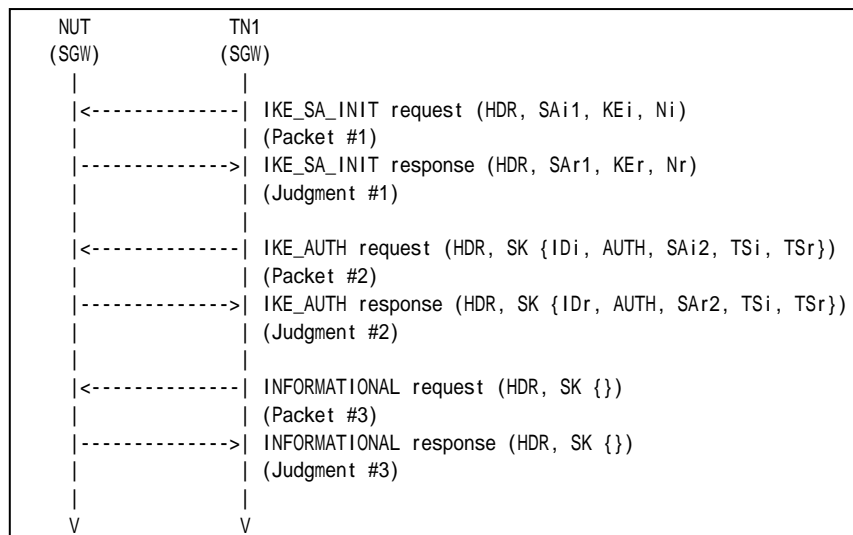 NUT TN1
(SGW) (SGW)
| |
|<--------------| IKE_SA_INIT request (HDR, SAi1, KEi, Ni)
| | (Packet #1)
|-------------->| IKE_SA_INIT response (HDR, SAr1, KEr, Nr)
| | (Judgment #1)
| |
|<--------------| IKE_AUTH request (HDR, SK {IDi, AUTH, SAi2, TSi, TSr})
| | (Packet #2)
|-------------->| IKE_AUTH response (HDR, SK {IDr, AUTH, SAr2, TSi, TSr})
| | (Judgment #2)
| |
|<--------------| INFORMATIONAL request (HDR, SK {})
| | (Packet #3)
|-------------->| INFORMATIONAL response (HDR, SK {})
| | (Judgment #3)
| |
V V